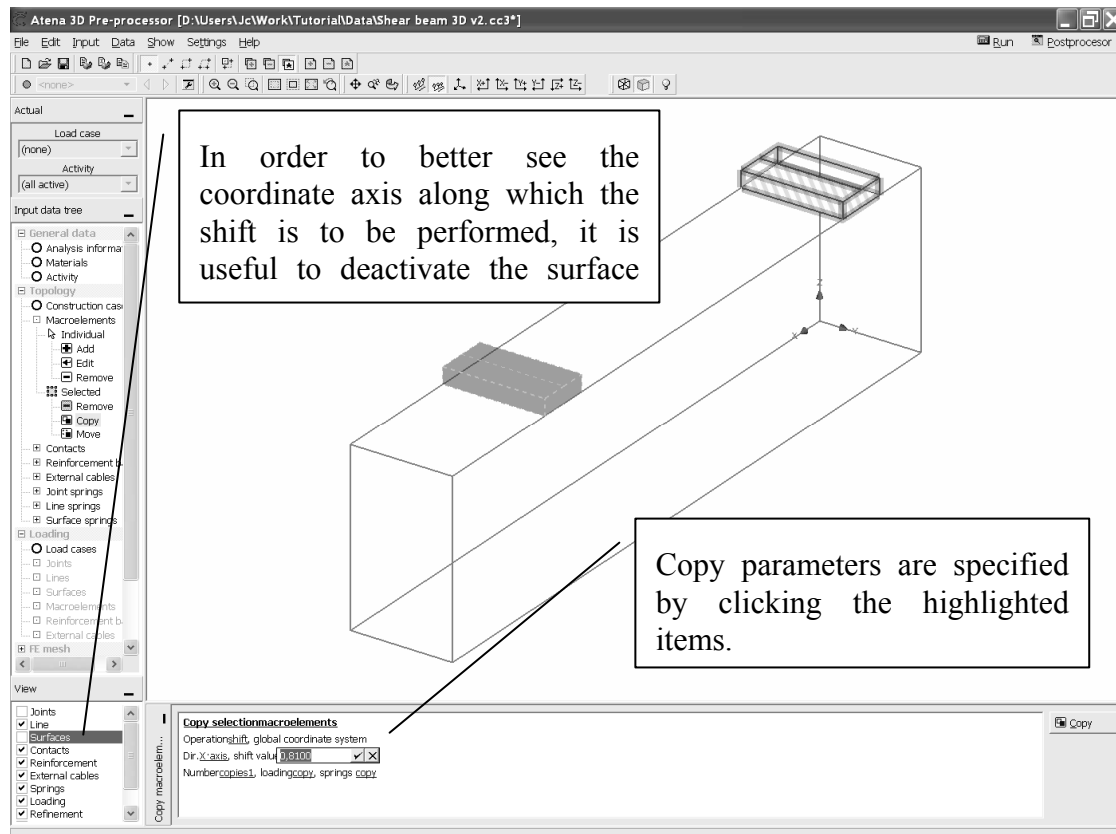 Atena 3D Pre-processor [D:\Users\Jc\Work\Tutorial\Data\Shear beam 3D v2.cc3*]
File Edit Input Data Show Settings Help
Run Postprocesor
<none>
Actual
Load case
(none)
Activity
(all active)
Input data tree
General data
Analysis informa
Materials
Activity
Topology
Construction cas
Macroelements
Individual
Add
Edit
Remove
Selected
Remove
Copy
Move
Contacts
Reinforcement b
External cables
Joint springs
Line springs
Surface springs
Loading
Load cases
Joints
Lines
Surfaces
Macroelements
Reinforcement b
External cables
FE mesh
View
Joints
Line
Surfaces
Contacts
Reinforcement
External cables
Springs
Loading
Refinement
In order to better see the
coordinate axis along which the
shift is to be performed, it is
useful to deactivate the surface
Z
X
Y
Copy parameters are specified
by clicking the highlighted
items.
Copy macroelem...
Copy selectionmacroelements
Operationshift, global coordinate system
Dir.X-axis, shift value 0.8100
Numbercopies1, loadingcopy, springs copy
Copy